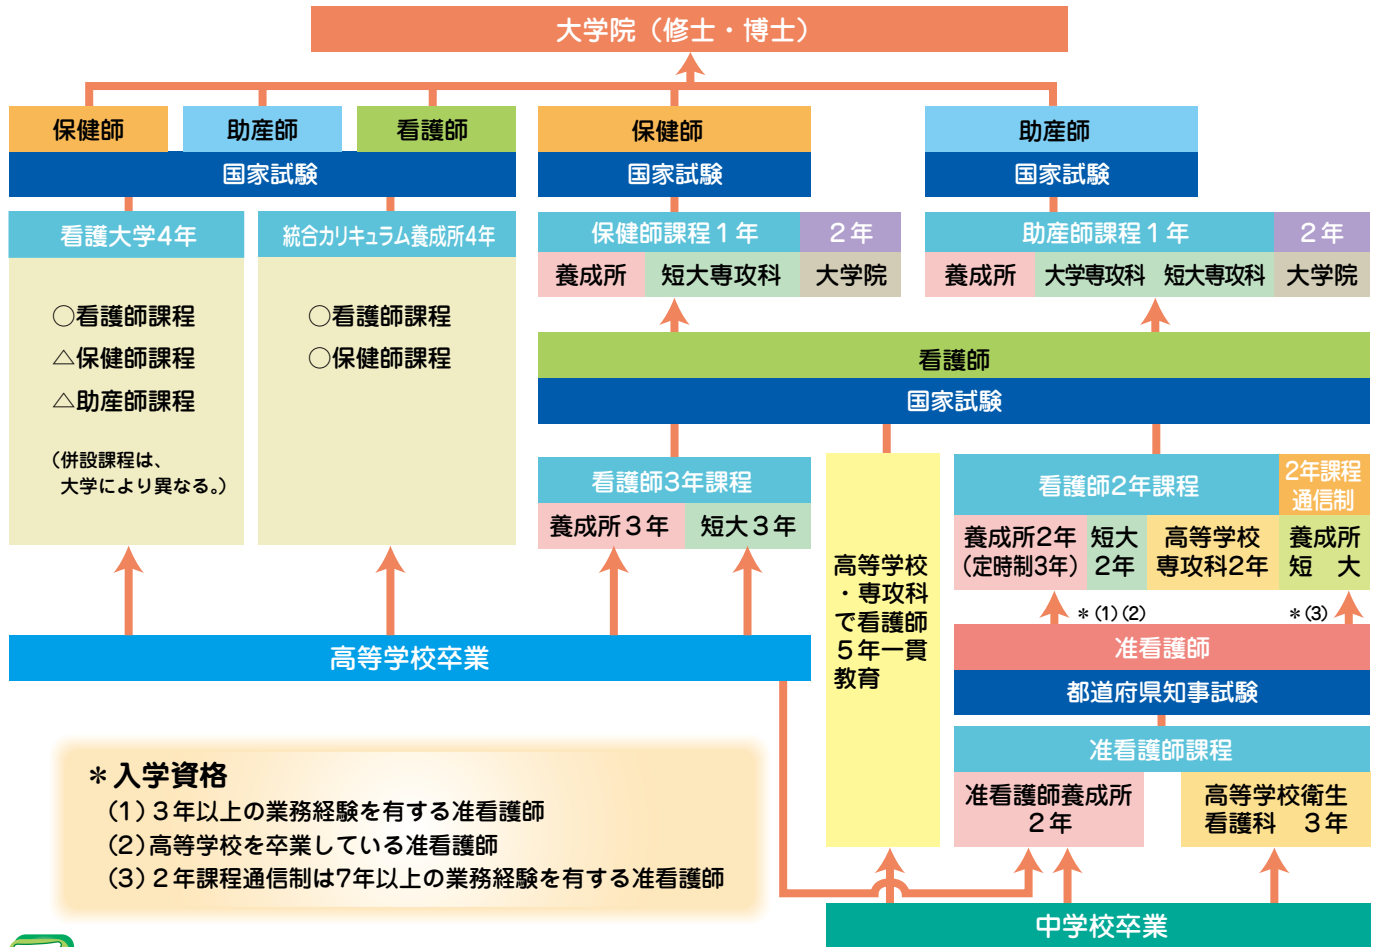 大学院（修士・博士）
保健師
助産師
看護師
国家試験
看護大学4年
○看護師課程
△保健師課程
△助産師課程
（併設課程は、
大学により異なる。）
統合カリキュラム養成所4年
○看護師課程
○保健師課程
保健師
国家試験
保健師課程１年
２年
養成所
短大専攻科
大学院
助産師
国家試験
助産師課程１年
２年
養成所
大学専攻科
短大専攻科
大学院
看護師
国家試験
看護師3年課程
養成所３年
短大３年
高等学校
・専攻科
で看護師
５年一貫
教育
看護師2年課程
2年課程
通信制
養成所2年
（定時制3年）
短大
2年
高等学校
専攻科2年
養成所
短　大
＊(1)(2)
＊(3)
准看護師
都道府県知事試験
准看護師課程
准看護師養成所
２年
高等学校衛生
看護科　３年
高等学校卒業
中学校卒業
＊入学資格
(1)３年以上の業務経験を有する准看護師
(2)高等学校を卒業している准看護師
(3)２年課程通信制は7年以上の業務経験を有する准看護師